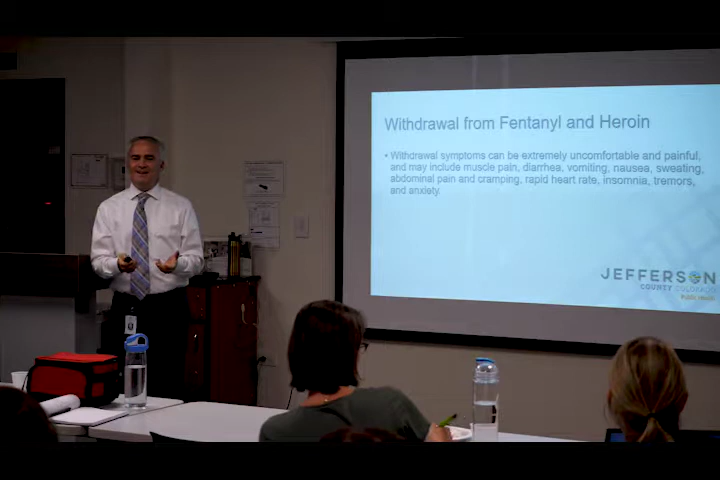 Withdrawal from Fentanyl and Heroin
• Withdrawal symptoms can be extremely uncomfortable and painful,
and may include muscle pain, diarrhea, vomiting, nausea, sweating,
abdominal pain and cramping, rapid heart rate, insomnia, tremors,
and anxiety.
JEFFERSON
COUNTY COLORADO
Public Health